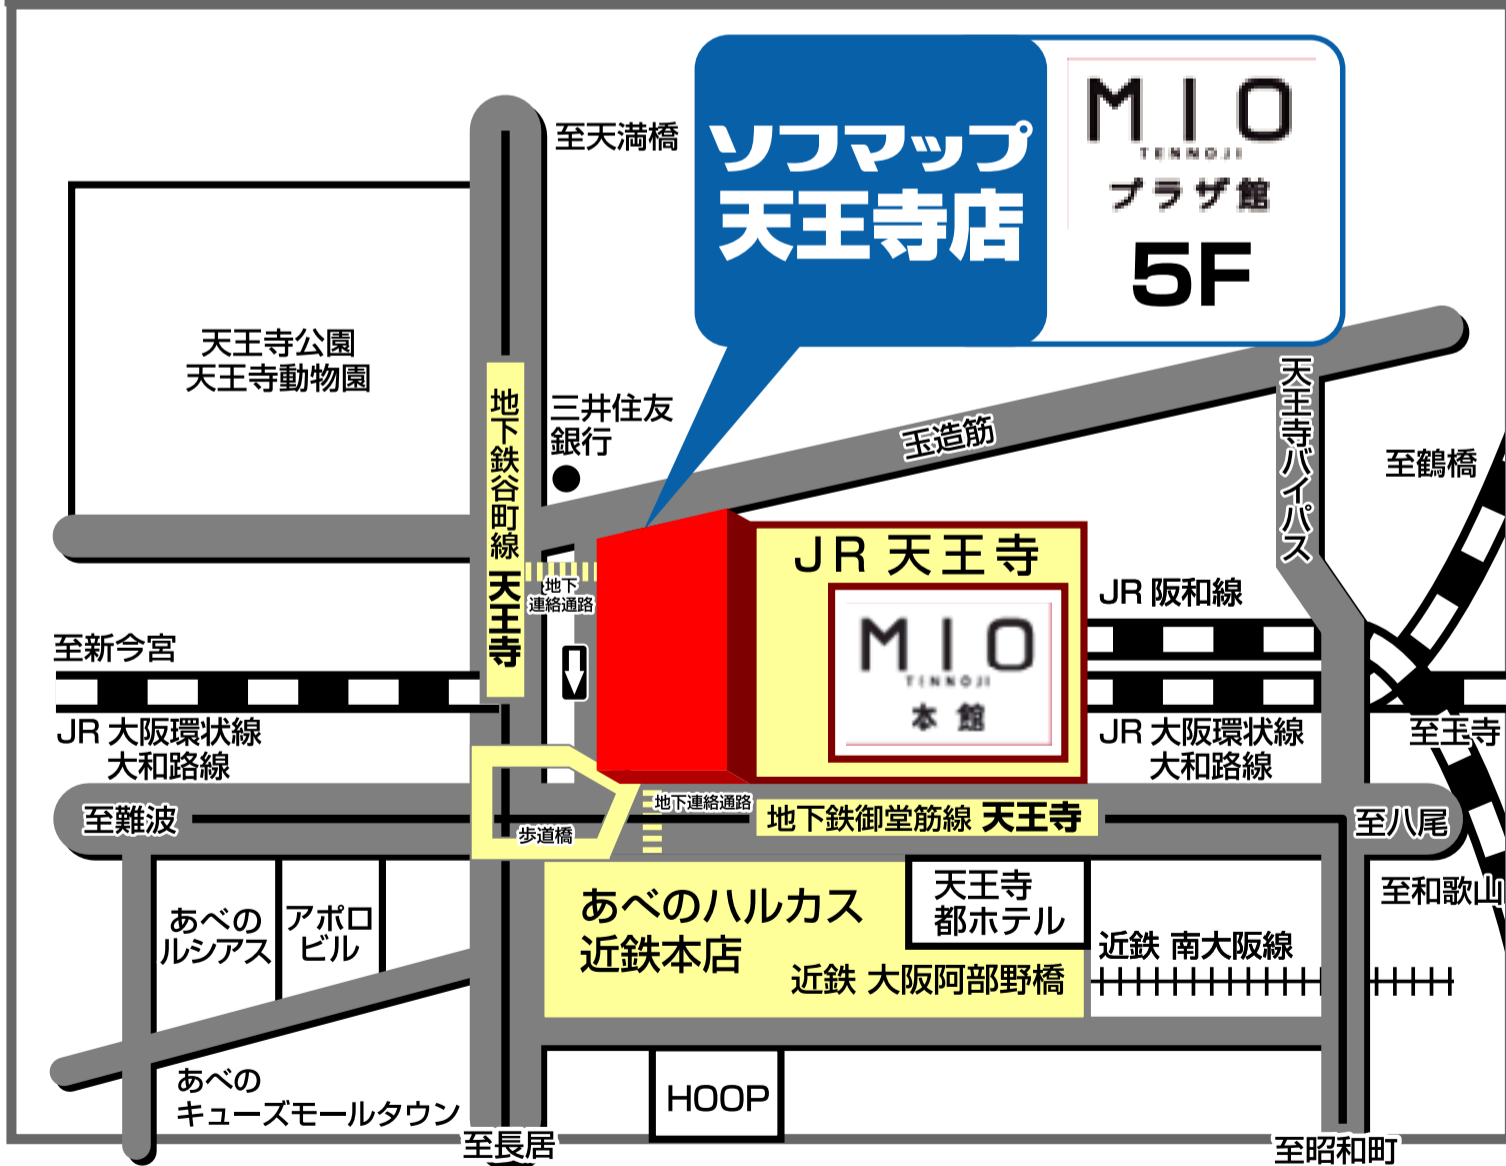 至天満橋
ソフマップ
天王寺店
MIO
TENNOJI
プラザ館
5F
天王寺公園
天王寺動物園
地下鉄谷町線 天王寺
三井住友
銀行
玉造筋
天王寺バイパス
至鶴橋
JR 天王寺
地下
連絡通路
JR 阪和線
MIO
TENNOJI
本館
至新今宮
JR 大阪環状線
大和路線
JR 大阪環状線
大和路線
至王寺
至難波
歩道橋
地下連絡通路
地下鉄御堂筋線 天王寺
至八尾
至和歌山
あべの
ルシアス
アポロ
ビル
あべのハルカス
近鉄本店
天王寺
都ホテル
近鉄 大阪阿部野橋
近鉄 南大阪線
あべの
キューズモールタウン
HOOP
至長居
至昭和町